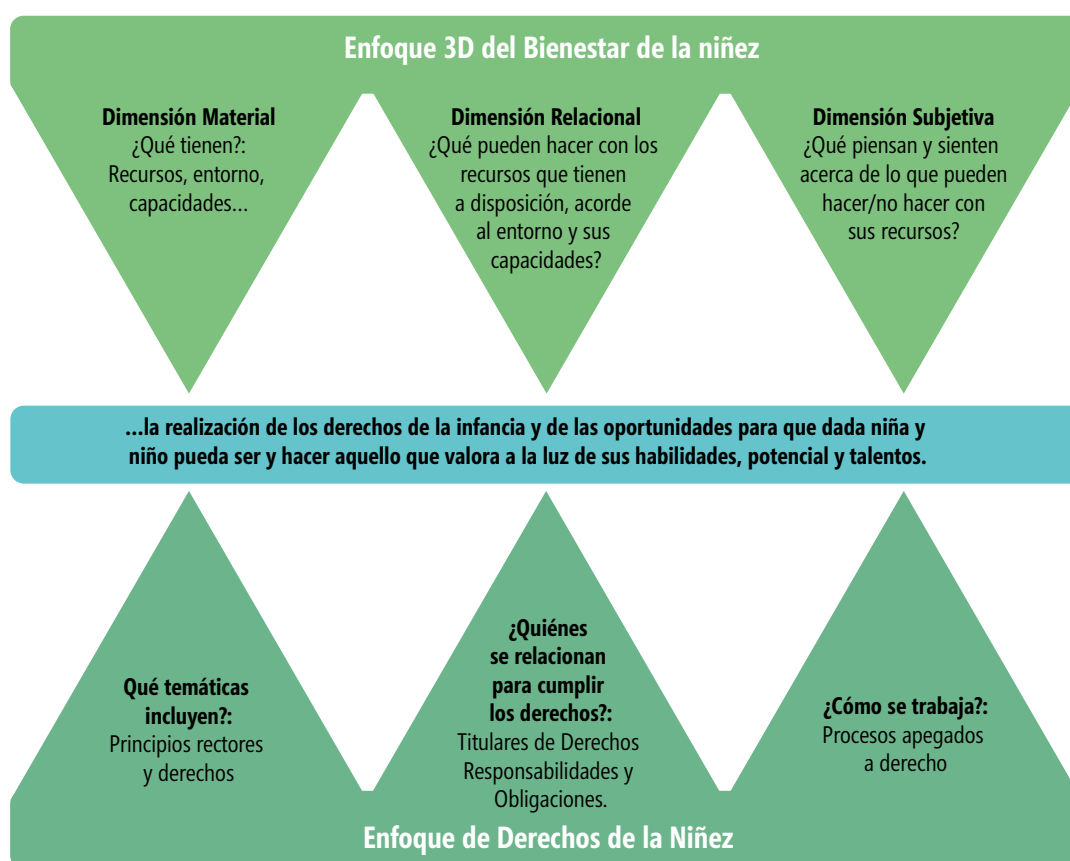 Enfoque 3D del Bienestar de la niñez
Dimensión Material
¿Qué tienen?:
Recursos, entorno,
capacidades...
Dimensión Relacional
¿Qué pueden hacer con los
recursos que tienen
a disposición, acorde
al entorno y sus
capacidades?
Dimensión Subjetiva
¿Qué piensan y sienten
acerca de lo que pueden
hacer/no hacer con
sus recursos?
...la realización de los derechos de la infancia y de las oportunidades para que dada niña y
niño pueda ser y hacer aquello que valora a la luz de sus habilidades, potencial y talentos.
Qué temáticas
incluyen?:
Principios rectores
y derechos
¿Quiénes
se relacionan
para cumplir
los derechos?:
Titulares de Derechos
Responsabilidades y
Obligaciones.
¿Cómo se trabaja?:
Procesos apegados
a derecho
Enfoque de Derechos de la Niñez